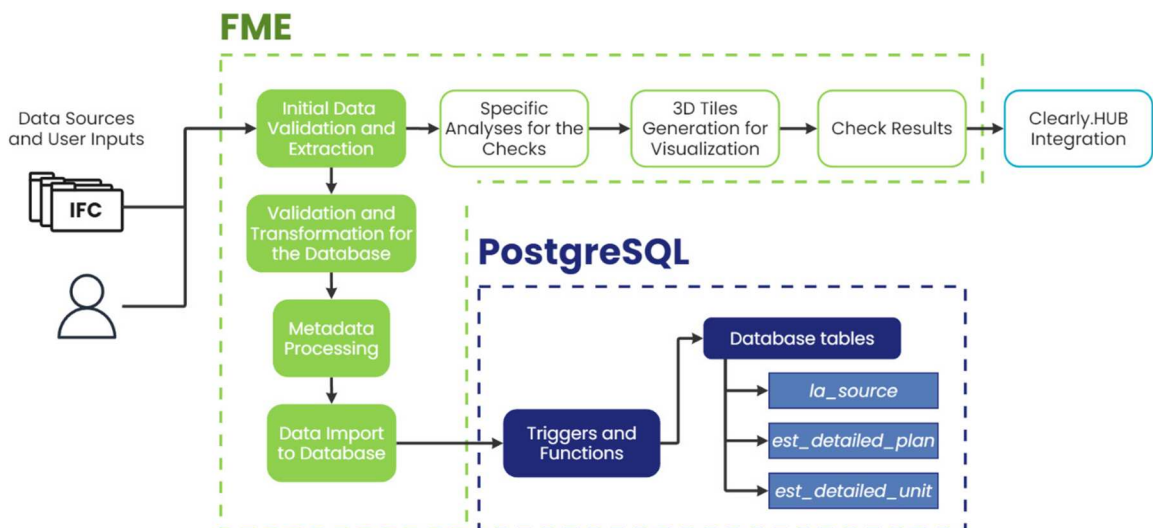 FME
Data Sources
and User Inputs
IFC
Initial Data
Validation and
Extraction
Specific
Analyses for the
Checks
3D Tiles
Generation for
Visualization
Check Results
Clearly.HUB
Integration
Validation and
Transformation for
the Database
Metadata
Processing
Data Import
to Database
PostgreSQL
Triggers and
Functions
Database tables
la_source
est_detailed_plan
est_detailed_unit